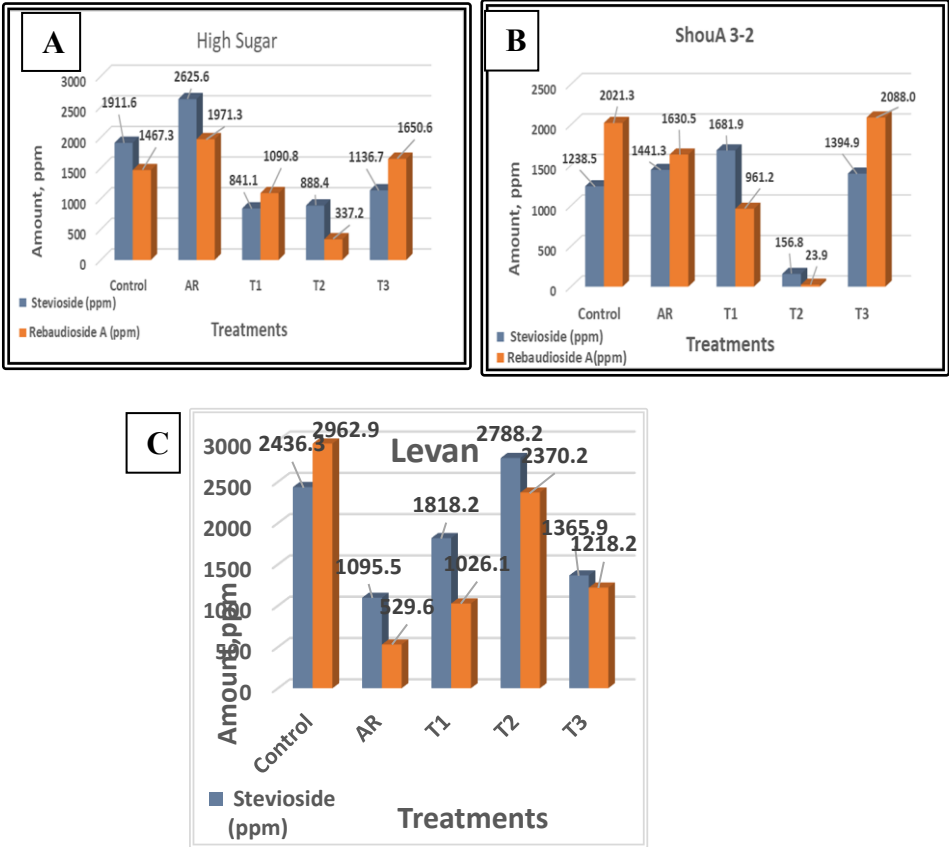 A
High Sugar
3000
2500
2000
1500
1000
500
0
Amount, ppm
1911.6
1467.3
2625.6
1971.3
841.1
1090.8
888.4
337.2
1136.7
1650.6
Control AR T1 T2 T3
Stevioside (ppm)
Rebaudioside A (ppm)
Treatments
B
ShouA 3-2
2500
2000
1500
1000
500
0
Amount, ppm
1238.5
2021.3
1441.3
1630.5
1681.9
961.2
156.8
23.9
1394.9
2088.0
Control AR T1 T2 T3
Stevioside (ppm)
Rebaudioside A(ppm)
Treatments
C
Levan
3000
2500
2000
1500
1000
500
0
Amount,ppm
2436.3
2962.9
1095.5
529.6
1818.2
1026.1
2788.2
2370.2
1365.9
1218.2
Control AR T1 T2 T3
Stevioside
(ppm)
Treatments